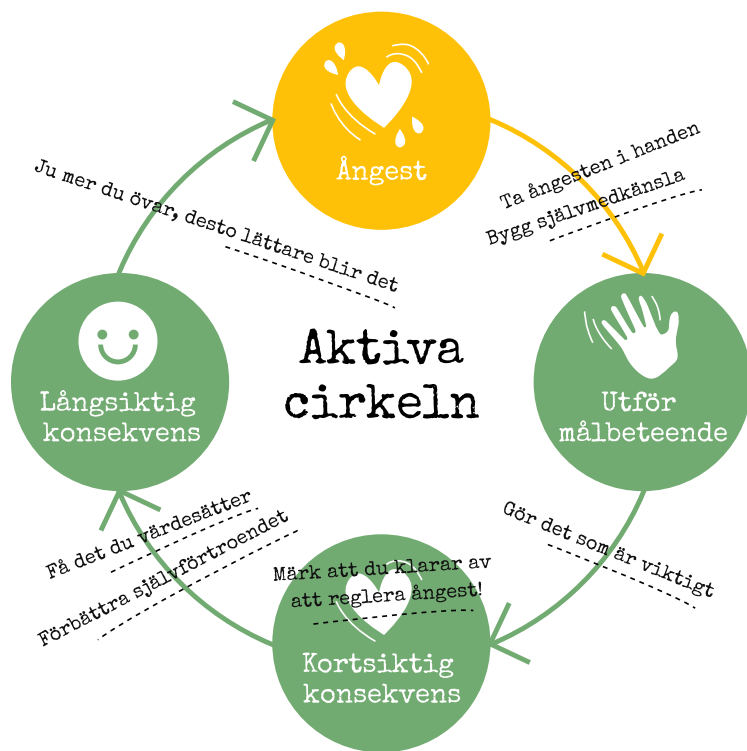 Ångest
Ta ångesten i handen
Bygg självmedkänsla
Ju mer du övar, desto lättare blir det
Aktiva
cirkeln
Långsiktig
konsekvens
Utför
målbeteende
Få det du värdesätter
Förbättra självförtroendet
Gör det som är viktigt
Märk att du klarar av
att reglera ångest!
Kortsiktig
konsekvens